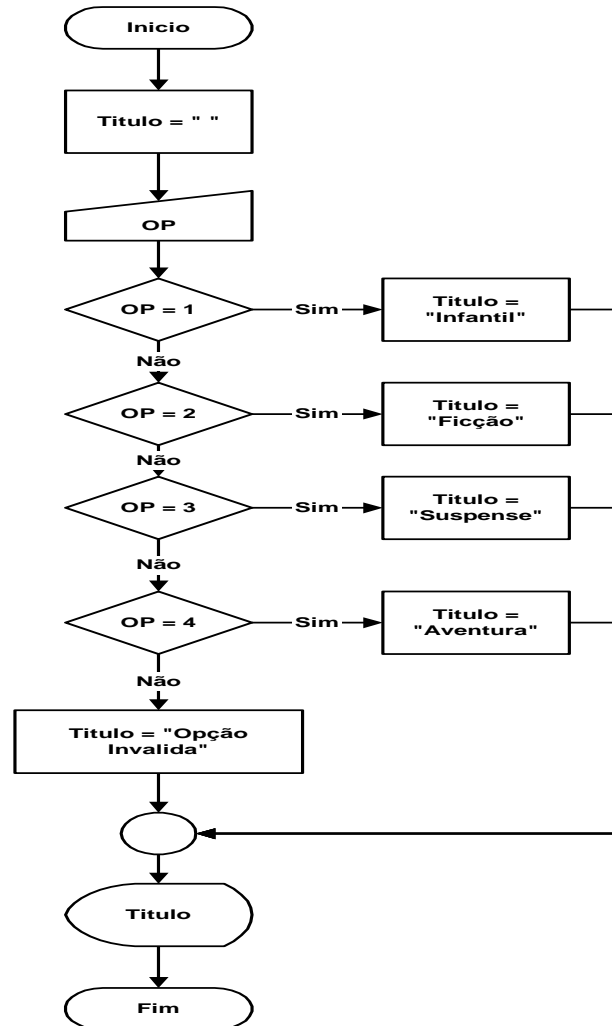 Inicio
Titulo = " "
OP
OP = 1
Sim
Titulo =
"Infantil"
Não
OP = 2
Sim
Titulo =
"Ficção"
Não
OP = 3
Sim
Titulo =
"Suspense"
Não
OP = 4
Sim
Titulo =
"Aventura"
Não
Titulo = "Opção
Invalida"
Titulo
Fim